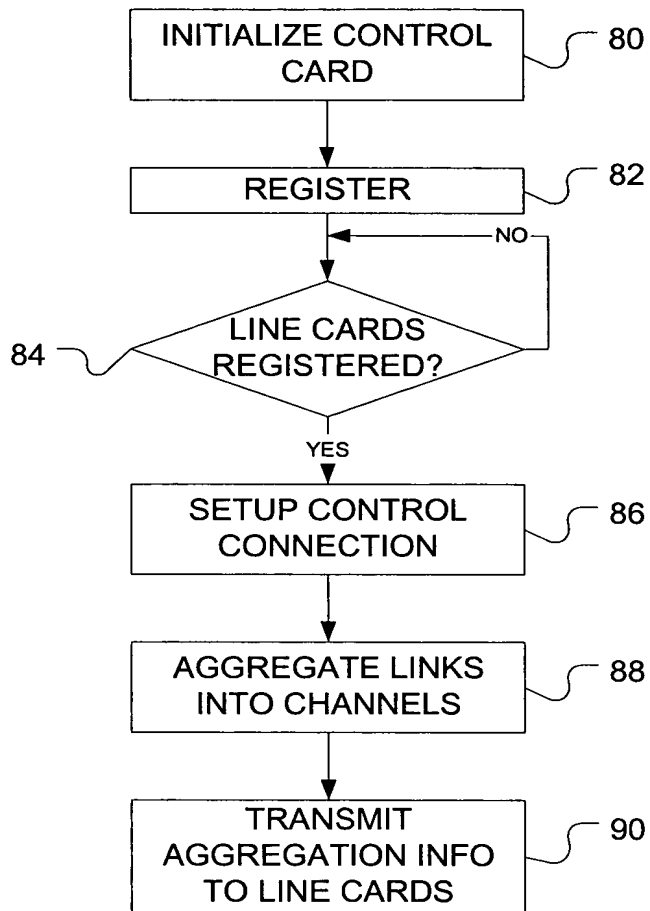 INITIALIZE CONTROL
CARD
80
REGISTER
82
NO
LINE CARDS
REGISTERED?
84
YES
SETUP CONTROL
CONNECTION
86
AGGREGATE LINKS
INTO CHANNELS
88
TRANSMIT
AGGREGATION INFO
TO LINE CARDS
90